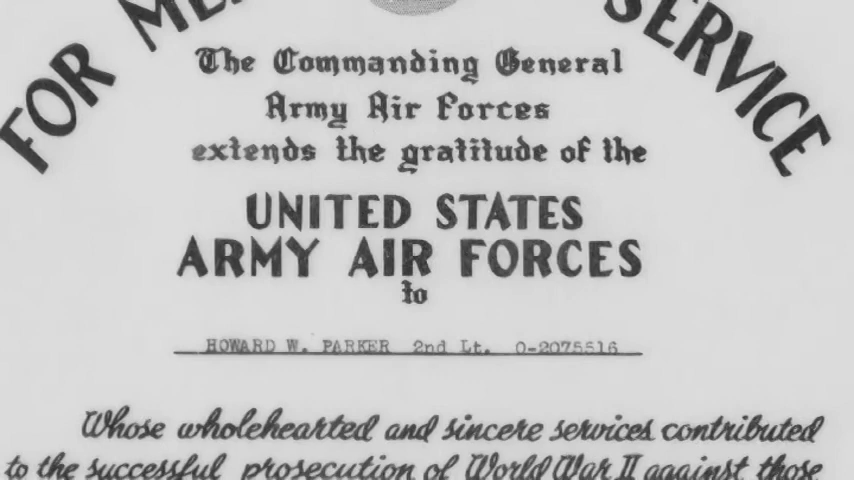 FOR SERVICE
The Commanding General
Army Air Forces
extends the gratitude of the
UNITED STATES
ARMY AIR FORCES
to
HOWARD W. PARKER 2nd Lt. O-2075516
Whose wholehearted and sincere services contributed
to the successful prosecution of World War II against those